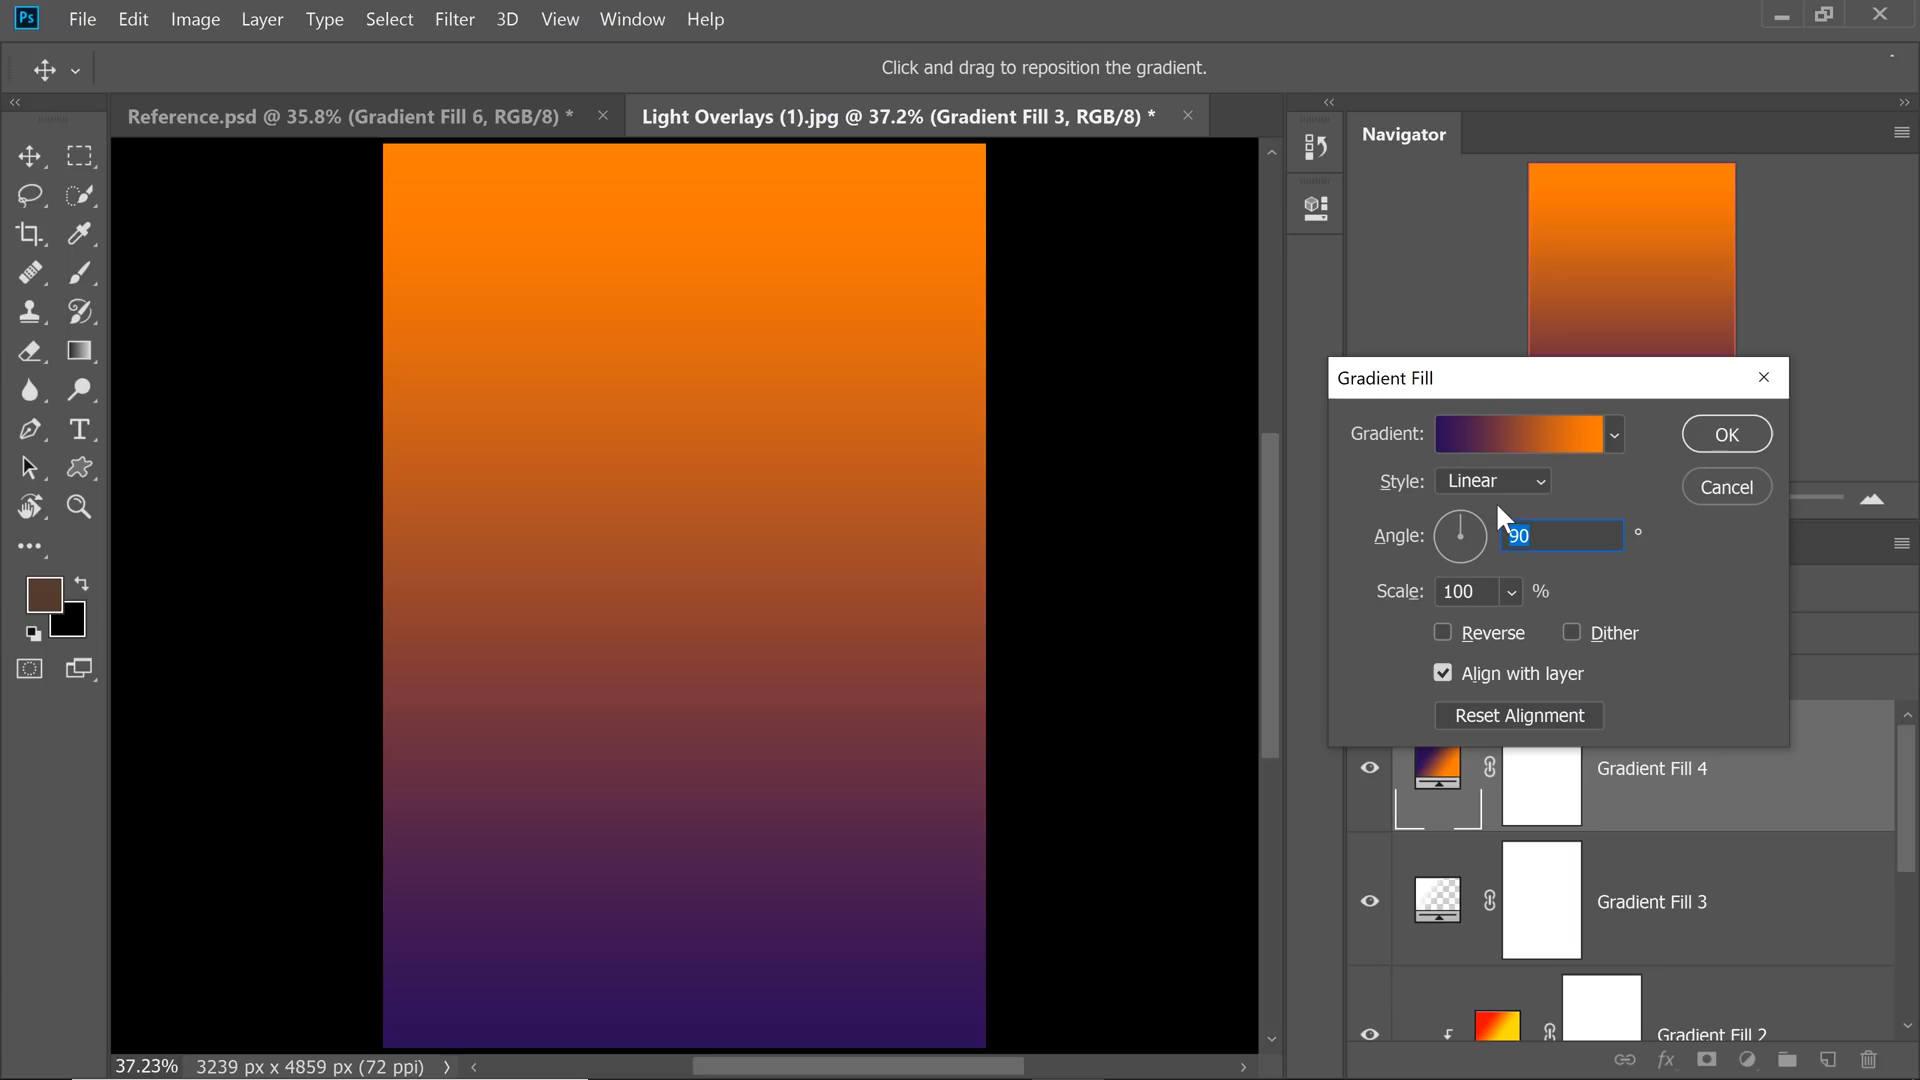 Ps File Edit Image Layer Type Select Filter 3D View Window Help
Click and drag to reposition the gradient.
Reference.psd @ 35.8% (Gradient Fill 6, RGB/8) *
Light Overlays (1).jpg @ 37.2% (Gradient Fill 3, RGB/8) *
Navigator
Gradient Fill
Gradient:
OK
Style: Linear
Cancel
Angle: 90 °
Scale: 100 %
Reverse Dither
Align with layer
Reset Alignment
Gradient Fill 4
Gradient Fill 3
Gradient Fill 2
fx
37.23% 3239 px x 4859 px (72 ppi)